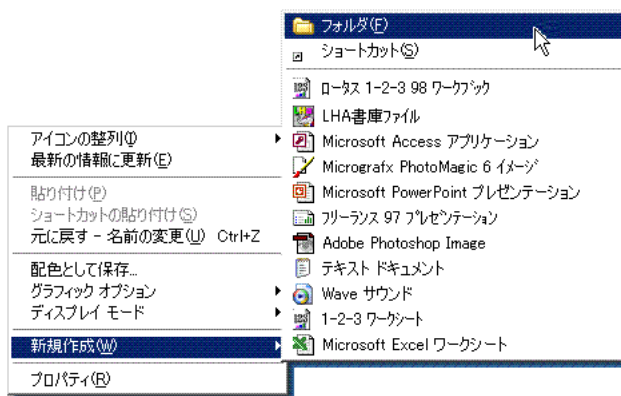 フォルダ(F)
ショートカット(S)
ロータス 1-2-3 98 ワークブック
LHA書庫ファイル
Microsoft Access アプリケーション
Micrografx PhotoMagic 6 イメージ
Microsoft PowerPoint プレゼンテーション
フリーランス 97 プレゼンテーション
Adobe Photoshop Image
テキスト ドキュメント
Wave サウンド
1-2-3 ワークシート
Microsoft Excel ワークシート
アイコンの整列(I)
最新の情報に更新(E)
貼り付け(P)
ショートカットの貼り付け(S)
元に戻す - 名前の変更(U) Ctrl+Z
配色として保存...
グラフィック オプション
ディスプレイ モード
新規作成(W)
プロパティ(R)